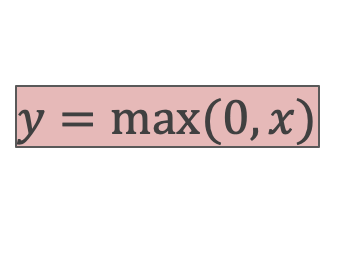 y = max(0, x)